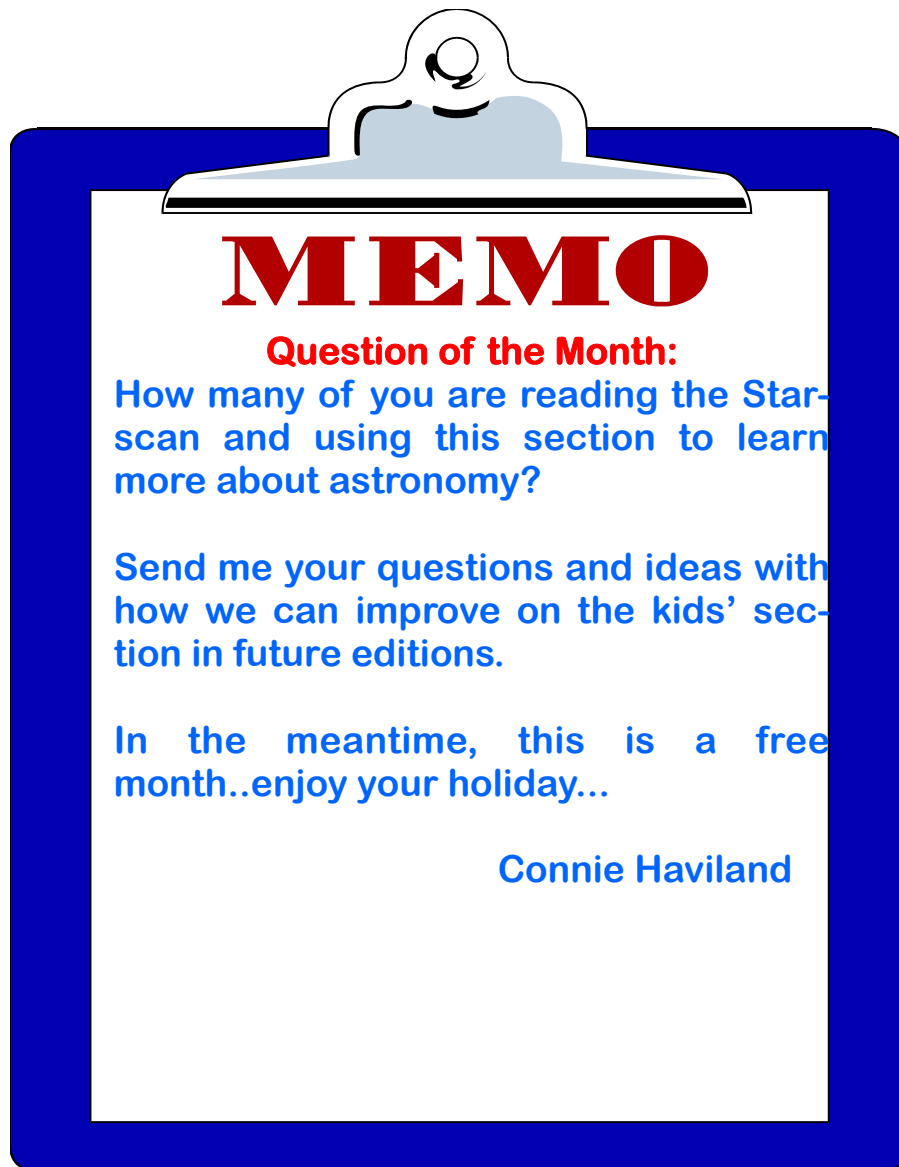 MEMO
Question of the Month:
How many of you are reading the Star-
scan and using this section to learn
more about astronomy?
Send me your questions and ideas with
how we can improve on the kids’ sec-
tion in future editions.
In the meantime, this is a free
month..enjoy your holiday...
Connie Haviland